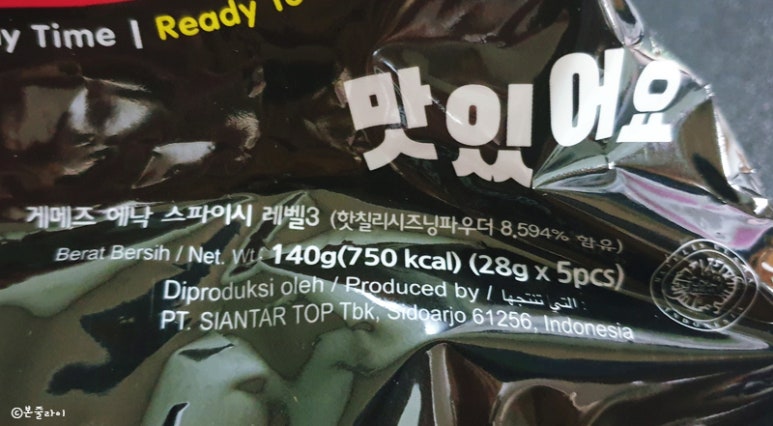 Time | Ready To
맛있어요
게메즈 에낙 스파이시 레벨3 (핫칠리시즈닝파우더 8.594% 함유)
Berat Bersih / Net. Wt: 140g(750 kcal) (28g x 5pcs)
Diproduksi oleh / Produced by / التي تنتجها :
PT. SIANTAR TOP Tbk, Sidoarjo 61256, Indonesia
©본줄라이